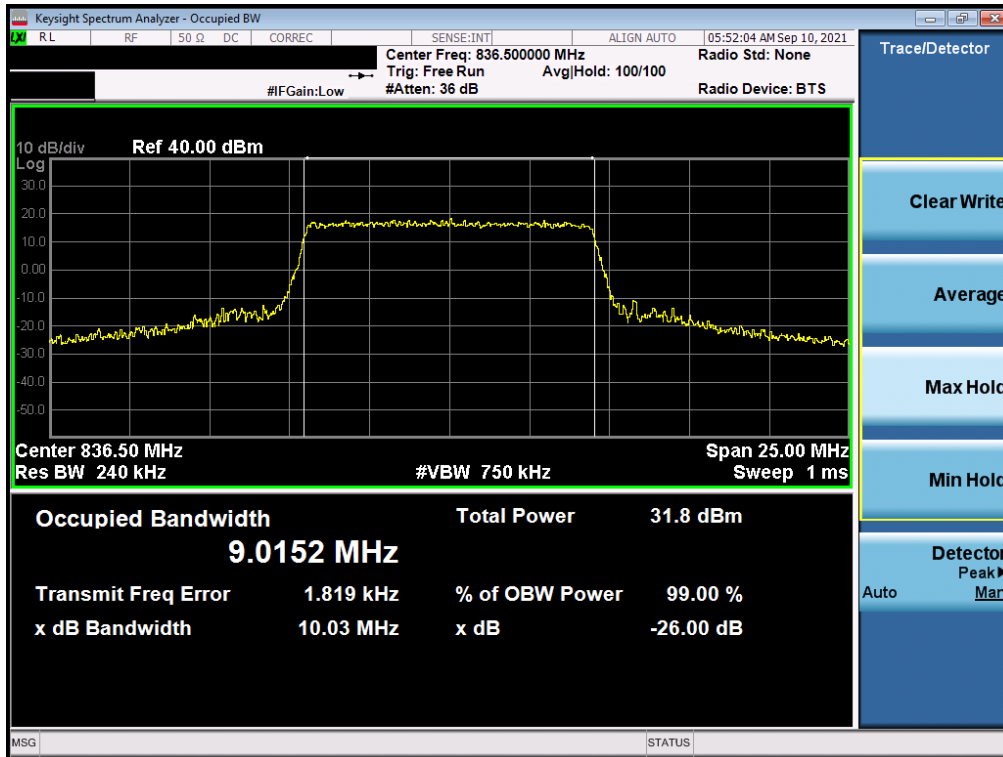 Keysight Spectrum Analyzer - Occupied BW
LXI RL RF 50 Ω DC CORREC SENSE:INT ALIGN AUTO 05:52:04 AM Sep 10, 2021
Center Freq: 836.500000 MHz Radio Std: None
Trig: Free Run Avg|Hold: 100/100
#IFGain:Low #Atten: 36 dB Radio Device: BTS
Trace/Detector
10 dB/div Ref 40.00 dBm
Log
30.0
20.0
10.0
0.00
-10.0
-20.0
-30.0
-40.0
-50.0
Center 836.50 MHz Span 25.00 MHz
Res BW 240 kHz #VBW 750 kHz Sweep 1 ms
Occupied Bandwidth Total Power 31.8 dBm
9.0152 MHz
Transmit Freq Error 1.819 kHz % of OBW Power 99.00 %
x dB Bandwidth 10.03 MHz x dB -26.00 dB
Clear Write
Average
Max Hold
Min Hold
Detector
Peak▶
Auto Man
MSG STATUS